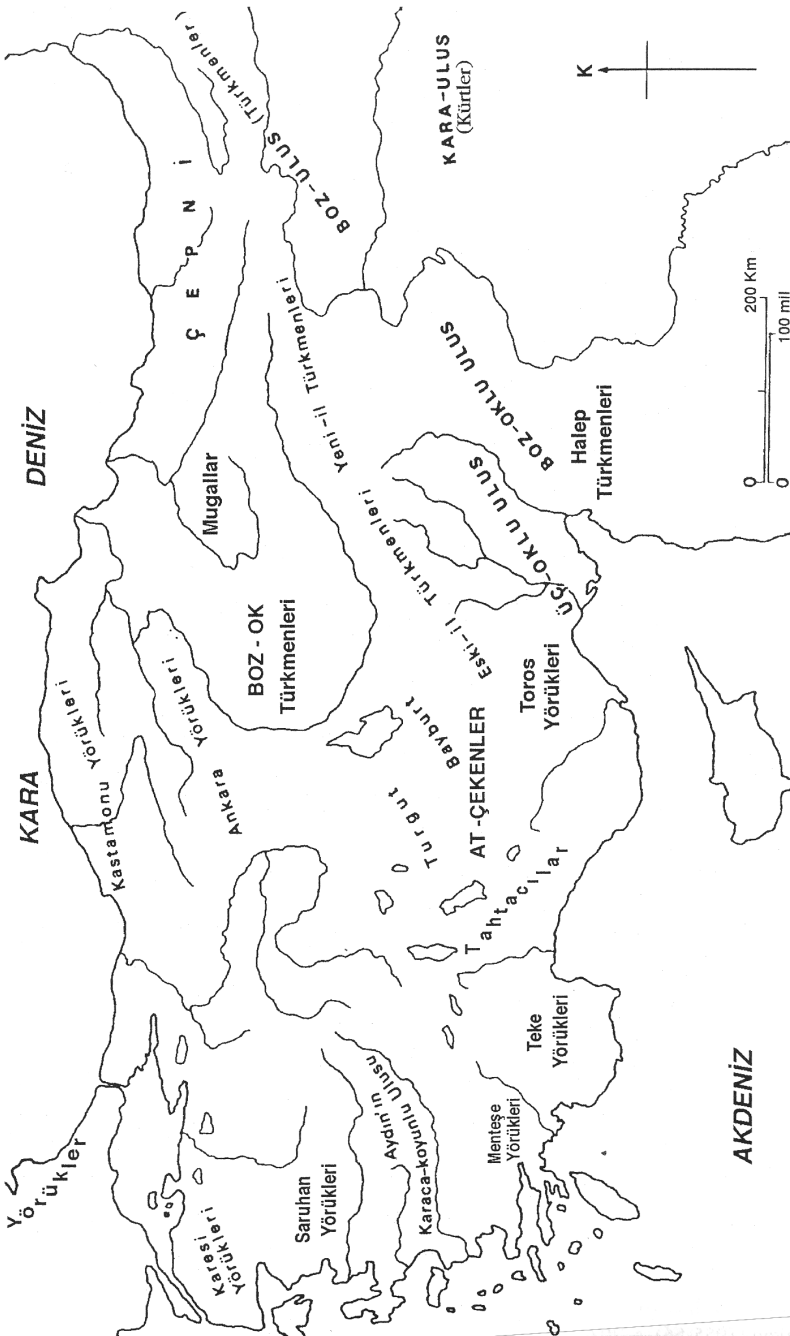 KARA
DENİZ
Yörükler
Karesi
Yörükleri
Kastamonu Yörükleri
Ankara Yörükleri
Mugallar
ÇEPNİ
BOZ-ULUS (Türkmenler)
KARA-ULUS
(Kürtler)
K
BOZ - OK
Türkmenleri
Yeni-il Türkmenleri
Saruhan
Yörükleri
Aydın'ın
Karaca-koyunlu Ulusu
Turgut
Bayburt
AT-ÇEKENLER
Eski-il Türkmenleri
BOZ-OKLU ULUS
ÜÇ-OKLU ULUS
Halep
Türkmenleri
Menteşe
Yörükleri
Teke
Yörükleri
Tahtacılar
Toros
Yörükleri
AKDENİZ
0 200 Km
0 100 mil